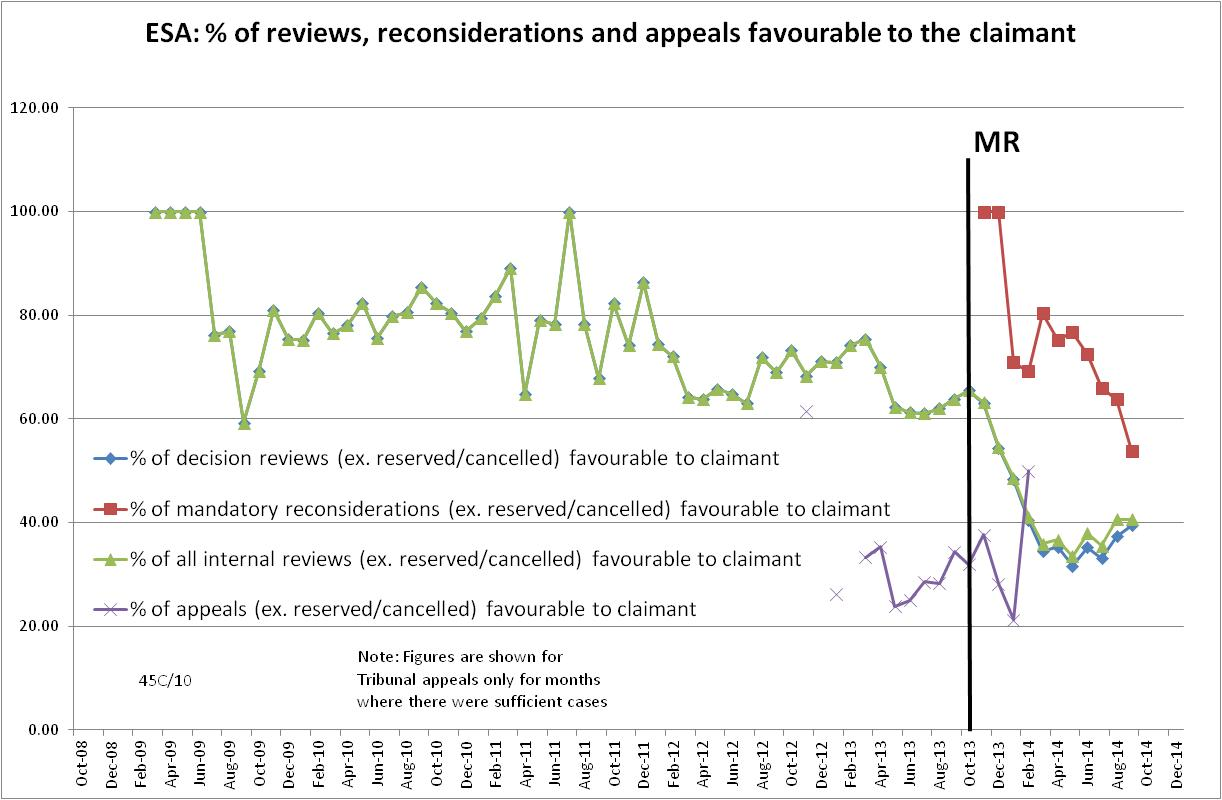 ESA: % of reviews, reconsiderations and appeals favourable to the claimant
120.00
MR
100.00
80.00
60.00
% of decision reviews (ex. reserved/cancelled) favourable to claimant
% of mandatory reconsiderations (ex. reserved/cancelled) favourable to claimant
40.00
% of all internal reviews (ex. reserved/cancelled) favourable to claimant
% of appeals (ex. reserved/cancelled) favourable to claimant
20.00
Note: Figures are shown for
45C/10
Tribunal appeals only for months
where there were sufficient cases
0.00
Oct-08
Dec-08
Feb-09
Apr-09
Jun-09
Aug-09
Oct-09
Dec-09
Feb-10
Apr-10
Jun-10
Aug-10
Oct-10
Dec-10
Feb-11
Apr-11
Jun-11
Aug-11
Oct-11
Dec-11
Feb-12
Apr-12
Jun-12
Aug-12
Oct-12
Dec-12
Feb-13
Apr-13
Jun-13
Aug-13
Oct-13
Dec-13
Feb-14
Apr-14
Jun-14
Aug-14
Oct-14
Dec-14